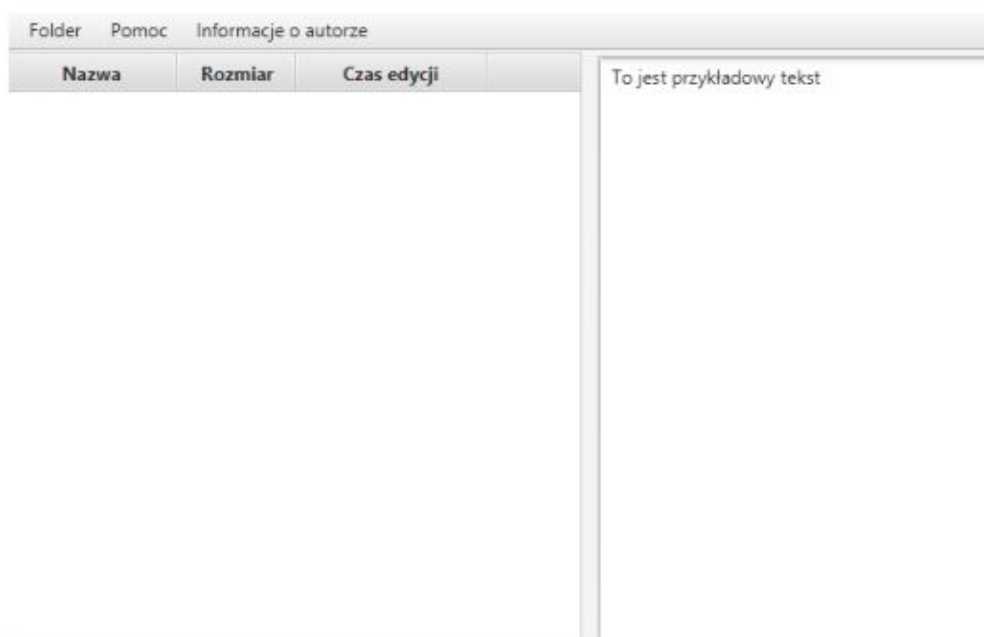 Folder Pomoc Informacje o autorze
Nazwa Rozmiar Czas edycji
To jest przykładowy tekst